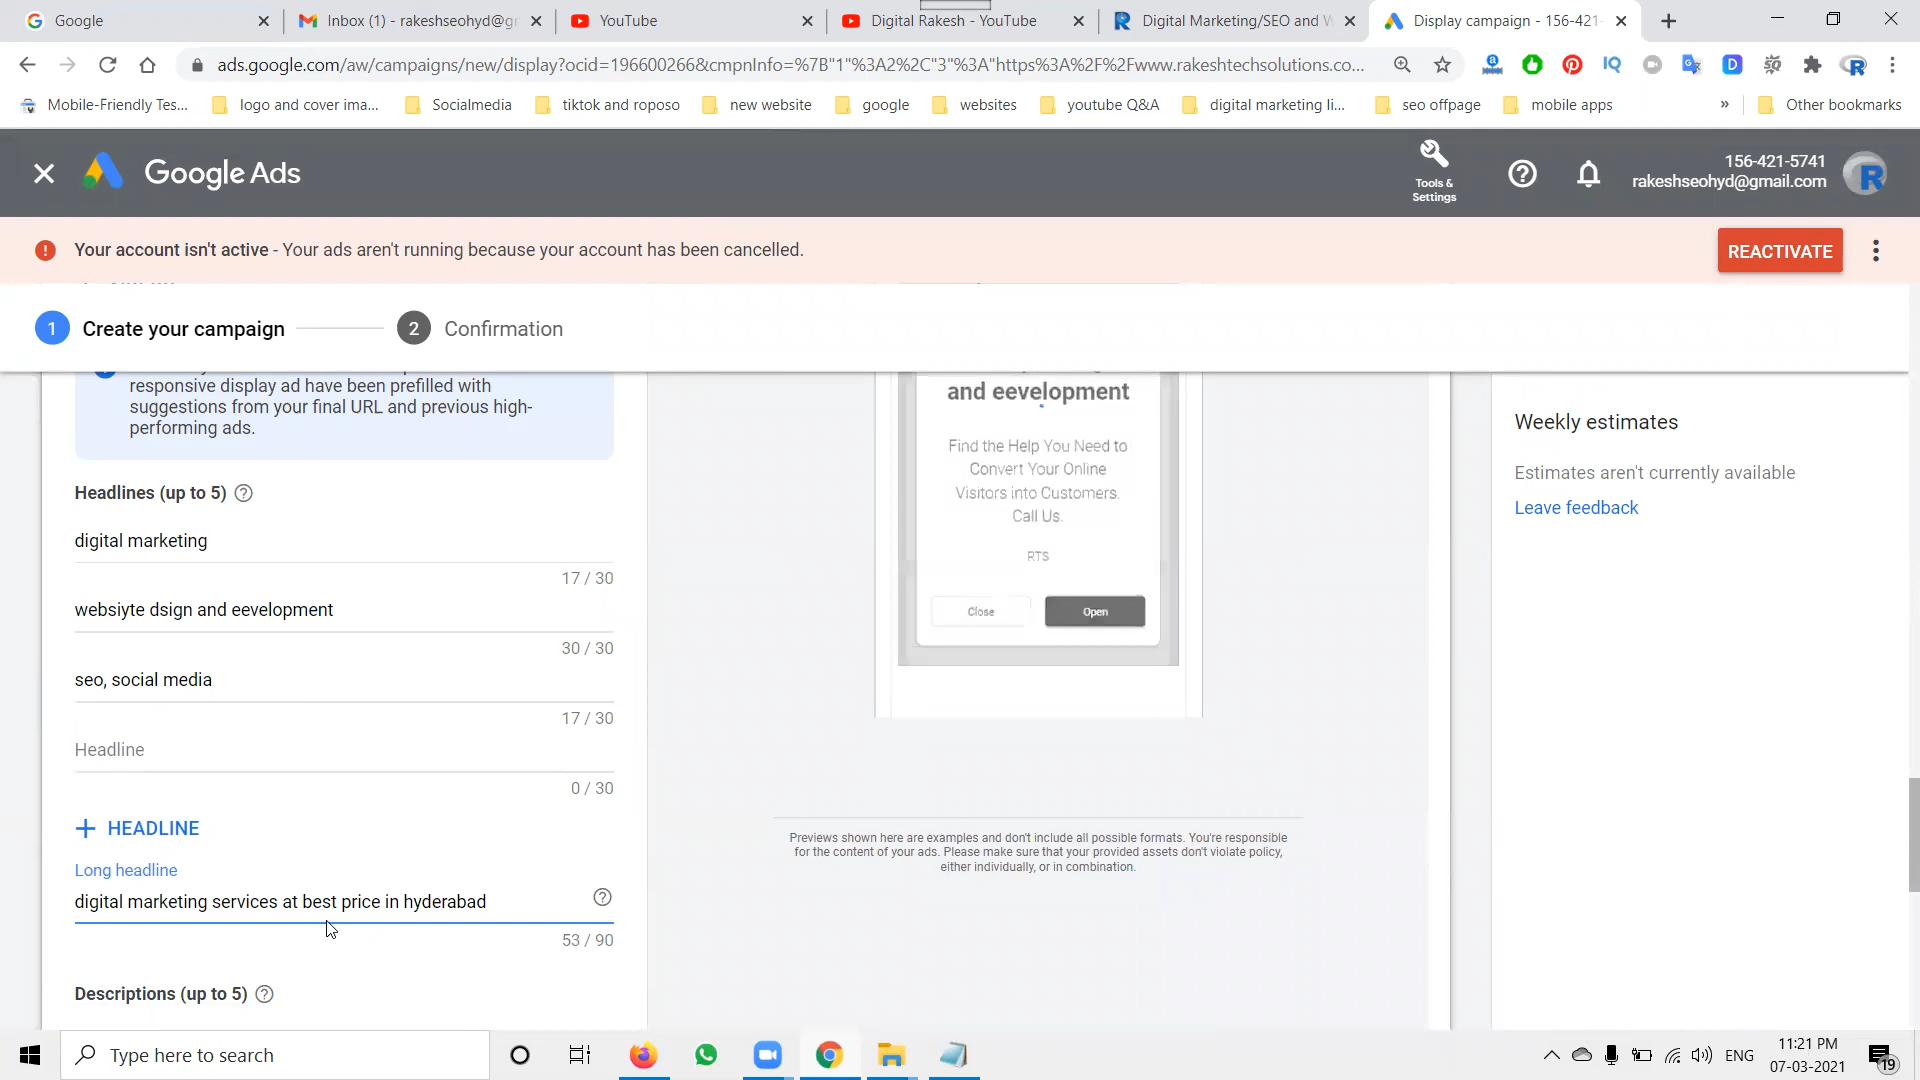 Google
Inbox (1) - rakeshseohyd@gr
YouTube
Digital Rakesh - YouTube
Digital Marketing/SEO and W
Display campaign - 156-421-
ads.google.com/aw/campaigns/new/display?ocid=196600266&cmpnInfo=%7B"1"%3A2%2C"3"%3A"https%3A%2F%2Fwww.rakeshtechsolutions.co...
Mobile-Friendly Tes...
logo and cover ima...
Socialmedia
tiktok and roposo
new website
google
websites
youtube Q&A
digital marketing li...
seo offpage
mobile apps
»
Other bookmarks
Google Ads
Tools &
Settings
156-421-5741
rakeshseohyd@gmail.com
Your account isn't active - Your ads aren't running because your account has been cancelled.
REACTIVATE
1 Create your campaign
2 Confirmation
responsive display ad have been prefilled with
suggestions from your final URL and previous high-
performing ads.
Headlines (up to 5)
digital marketing
17 / 30
websiyte dsign and eevelopment
30 / 30
seo, social media
17 / 30
Headline
0 / 30
+ HEADLINE
Long headline
digital marketing services at best price in hyderabad
53 / 90
Descriptions (up to 5)
and eevelopment
Find the Help You Need to
Convert Your Online
Visitors into Customers.
Call Us.
RTS
Close
Open
Previews shown here are examples and don't include all possible formats. You're responsible
for the content of your ads. Please make sure that your provided assets don't violate policy,
either individually, or in combination.
Weekly estimates
Estimates aren't currently available
Leave feedback
Type here to search
ENG
11:21 PM
07-03-2021
19